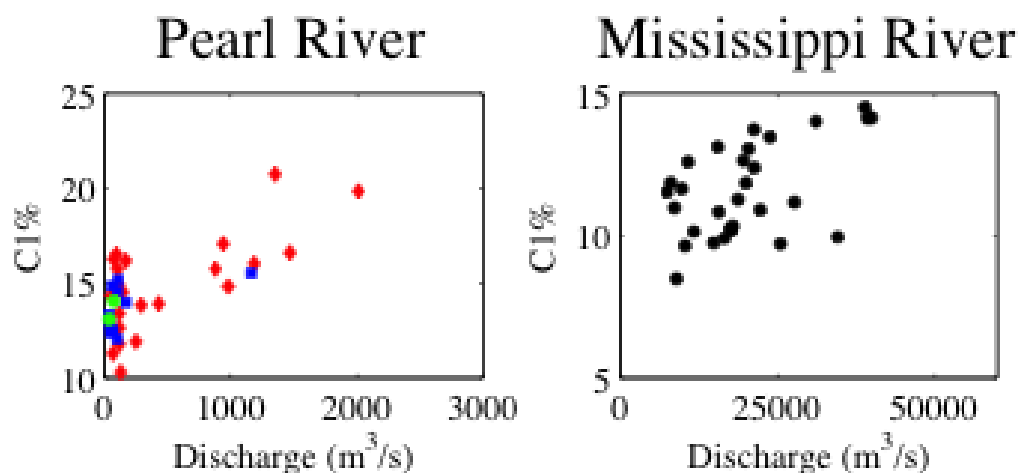 Pearl River
Mississippi River
25
20
15
10
C1%
0
1000
2000
3000
Discharge (m³/s)
15
10
5
C1%
0
25000
50000
Discharge (m³/s)